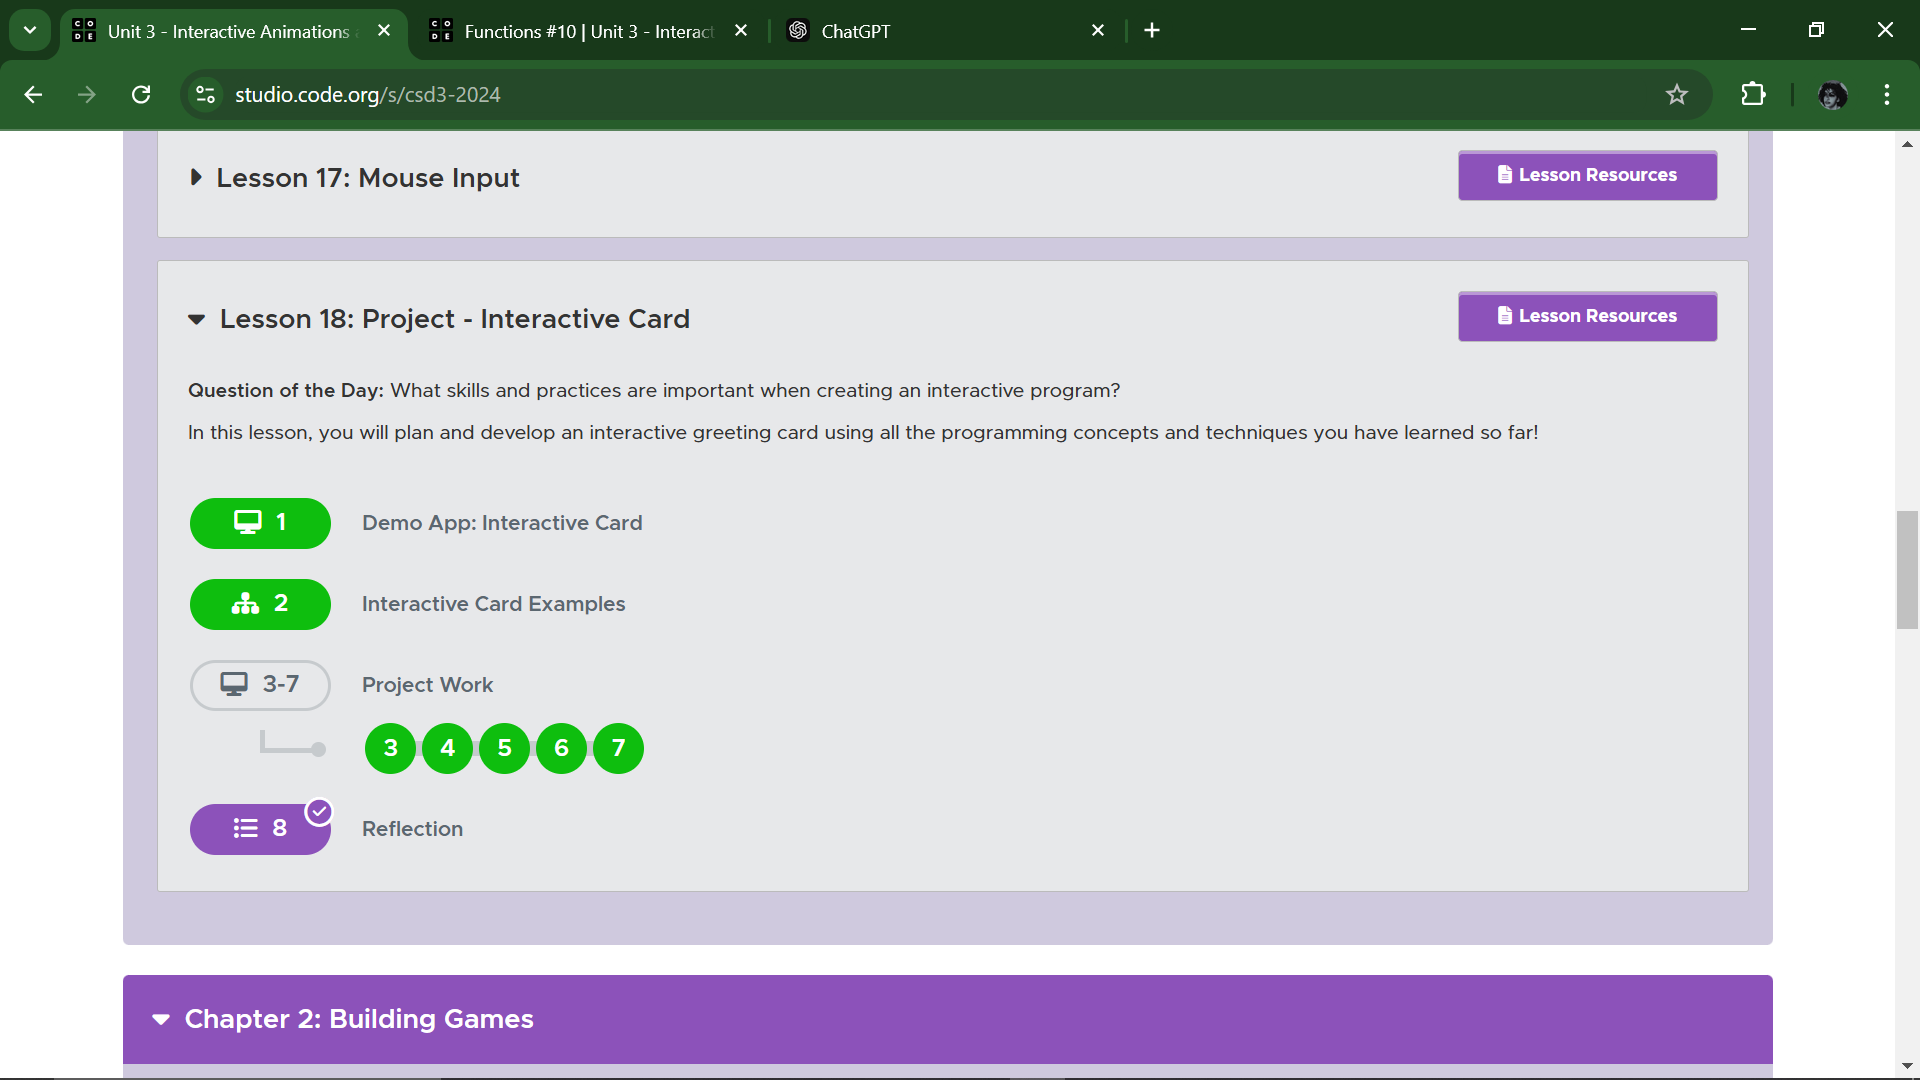 CODE
Unit 3 - Interactive Animations
CODE
Functions #10 | Unit 3 - Interact
ChatGPT
studio.code.org/s/csd3-2024
Lesson 17: Mouse Input
Lesson Resources
Lesson 18: Project - Interactive Card
Lesson Resources
Question of the Day: What skills and practices are important when creating an interactive program?
In this lesson, you will plan and develop an interactive greeting card using all the programming concepts and techniques you have learned so far!
1
Demo App: Interactive Card
2
Interactive Card Examples
3-7
Project Work
3 4 5 6 7
8
Reflection
Chapter 2: Building Games